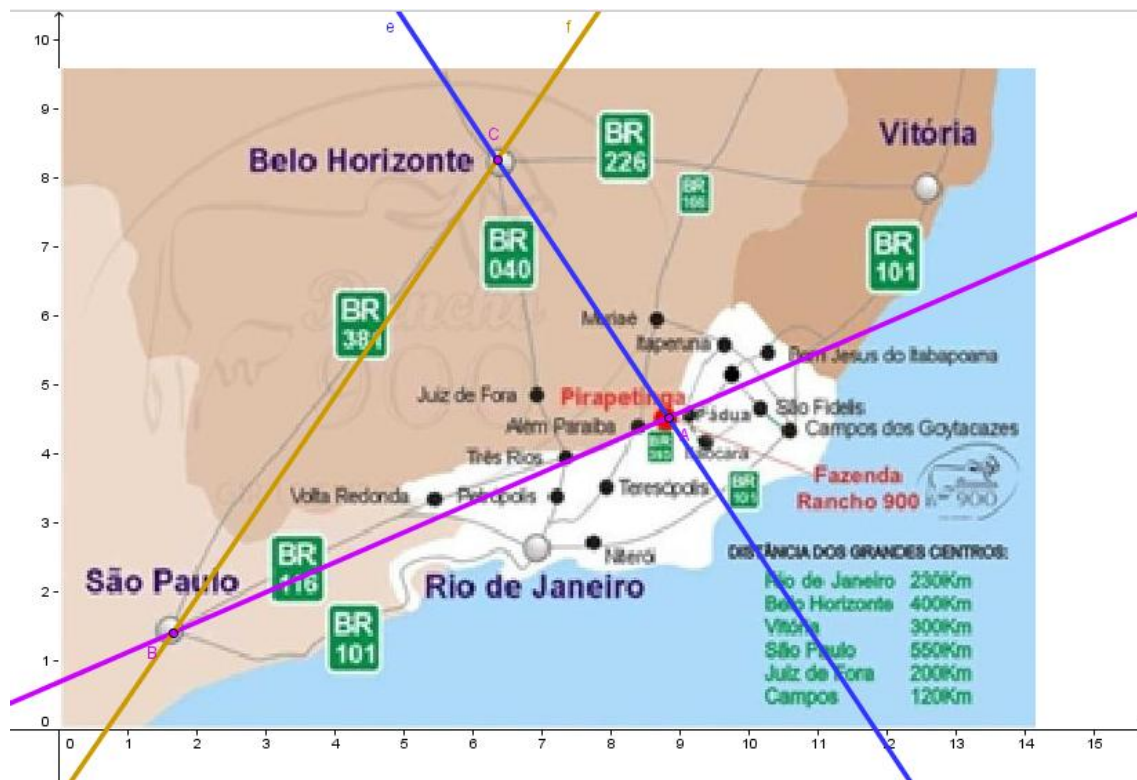 10
9
8
7
6
5
4
3
2
1
0
0 1 2 3 4 5 6 7 8 9 10 11 12 13 14 15
e
f
C
Belo Horizonte
BR
226
Vitória
BR
040
BR
101
BR
381
900
Muriaé
Itaperuna
Bom Jesus do Itabapoana
Juiz de Fora
Pirapetinga
Pádua
São Fidelis
Além Paraíba
A
Campos dos Goytacazes
Três Rios
Fazenda
Rancho 900
900
Volta Redonda
Petrópolis
Teresópolis
BR
101
Niterói
BR
116
São Paulo
B
Rio de Janeiro
BR
101
DISTÂNCIA DOS GRANDES CENTROS:
Rio de Janeiro 230Km
Belo Horizonte 400Km
Vitória 300Km
São Paulo 550Km
Juiz de Fora 200Km
Campos 120Km